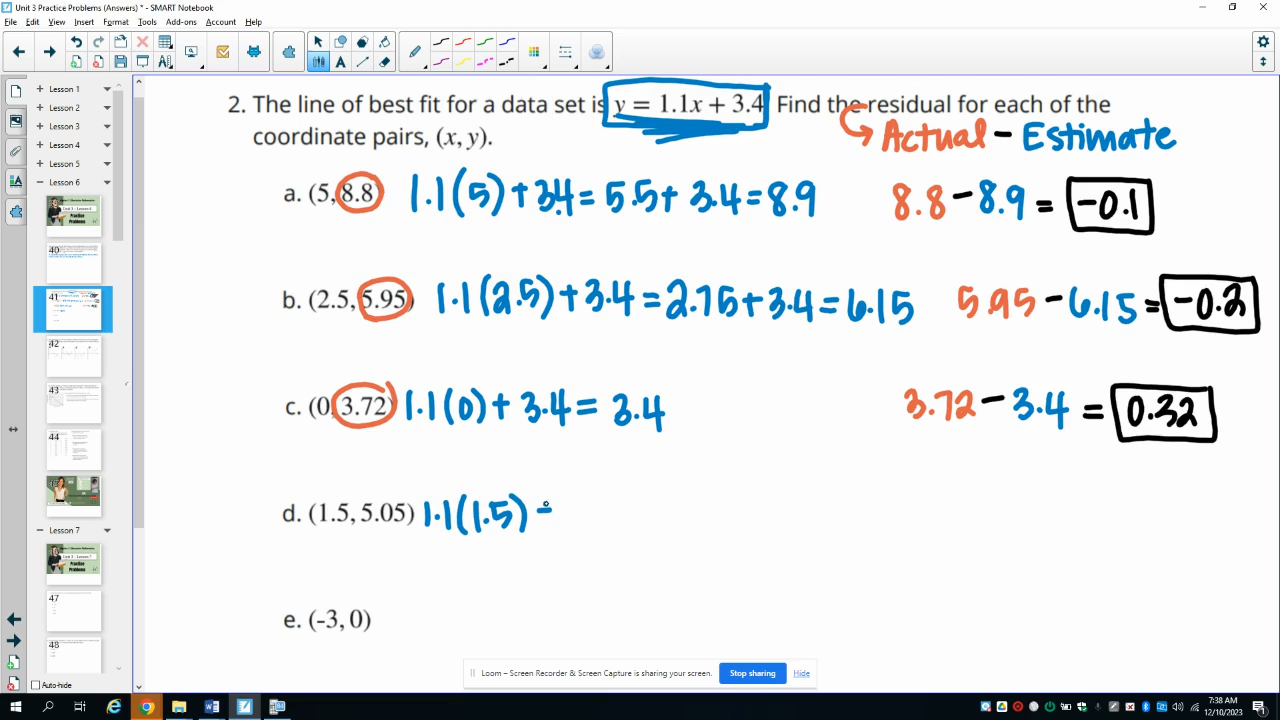 Unit 3 Practice Problems (Answers) * - SMART Notebook
File Edit View Insert Format Tools Add-ons Account Help
Lesson 1
Lesson 2
Lesson 3
Lesson 4
Lesson 5
Lesson 6
40
41
42
43
44
Lesson 7
Practice
Problems
47
48
Auto-hide
2. The line of best fit for a data set is y = 1.1x + 3.4. Find the residual for each of the
coordinate pairs, (x, y).
Actual - Estimate
a. (5, 8.8) 1.1(5) + 3.4 = 5.5 + 3.4 = 8.9 8.8 - 8.9 = -0.1
b. (2.5, 5.95) 1.1(2.5) + 3.4 = 2.75 + 3.4 = 6.15 5.95 - 6.15 = -0.2
c. (0, 3.72) 1.1(0) + 3.4 = 3.4 3.72 - 3.4 = 0.32
d. (1.5, 5.05) 1.1(1.5) -
e. (-3, 0)
Loom – Screen Recorder & Screen Capture is sharing your screen. Stop sharing Hide
7:38 AM
12/10/2023